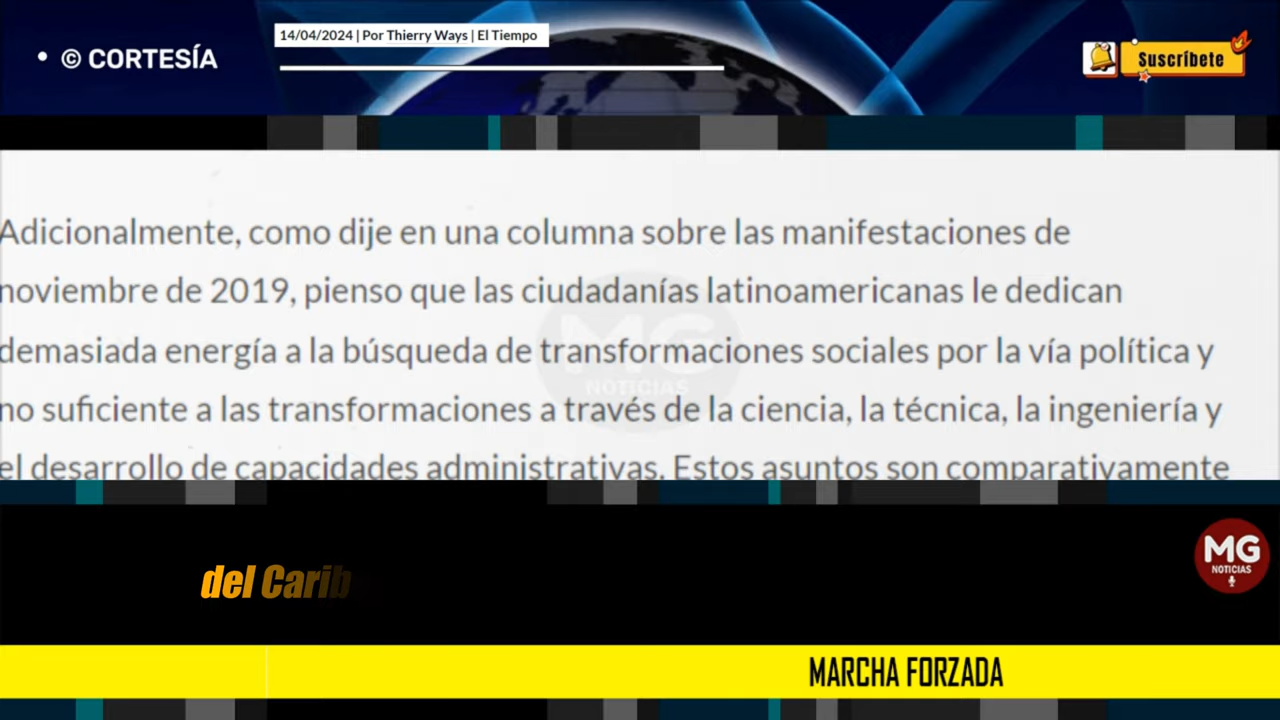 14/04/2024 | Por Thierry Ways | El Tiempo
• © CORTESÍA
Suscríbete
Adicionalmente, como dije en una columna sobre las manifestaciones de
noviembre de 2019, pienso que las ciudadanías latinoamericanas le dedican
demasiada energía a la búsqueda de transformaciones sociales por la vía política y
no suficiente a las transformaciones a través de la ciencia, la técnica, la ingeniería y
el desarrollo de capacidades administrativas. Estos asuntos son comparativamente
MG
NOTICIAS
MG
NOTICIAS
del Carib
MARCHA FORZADA